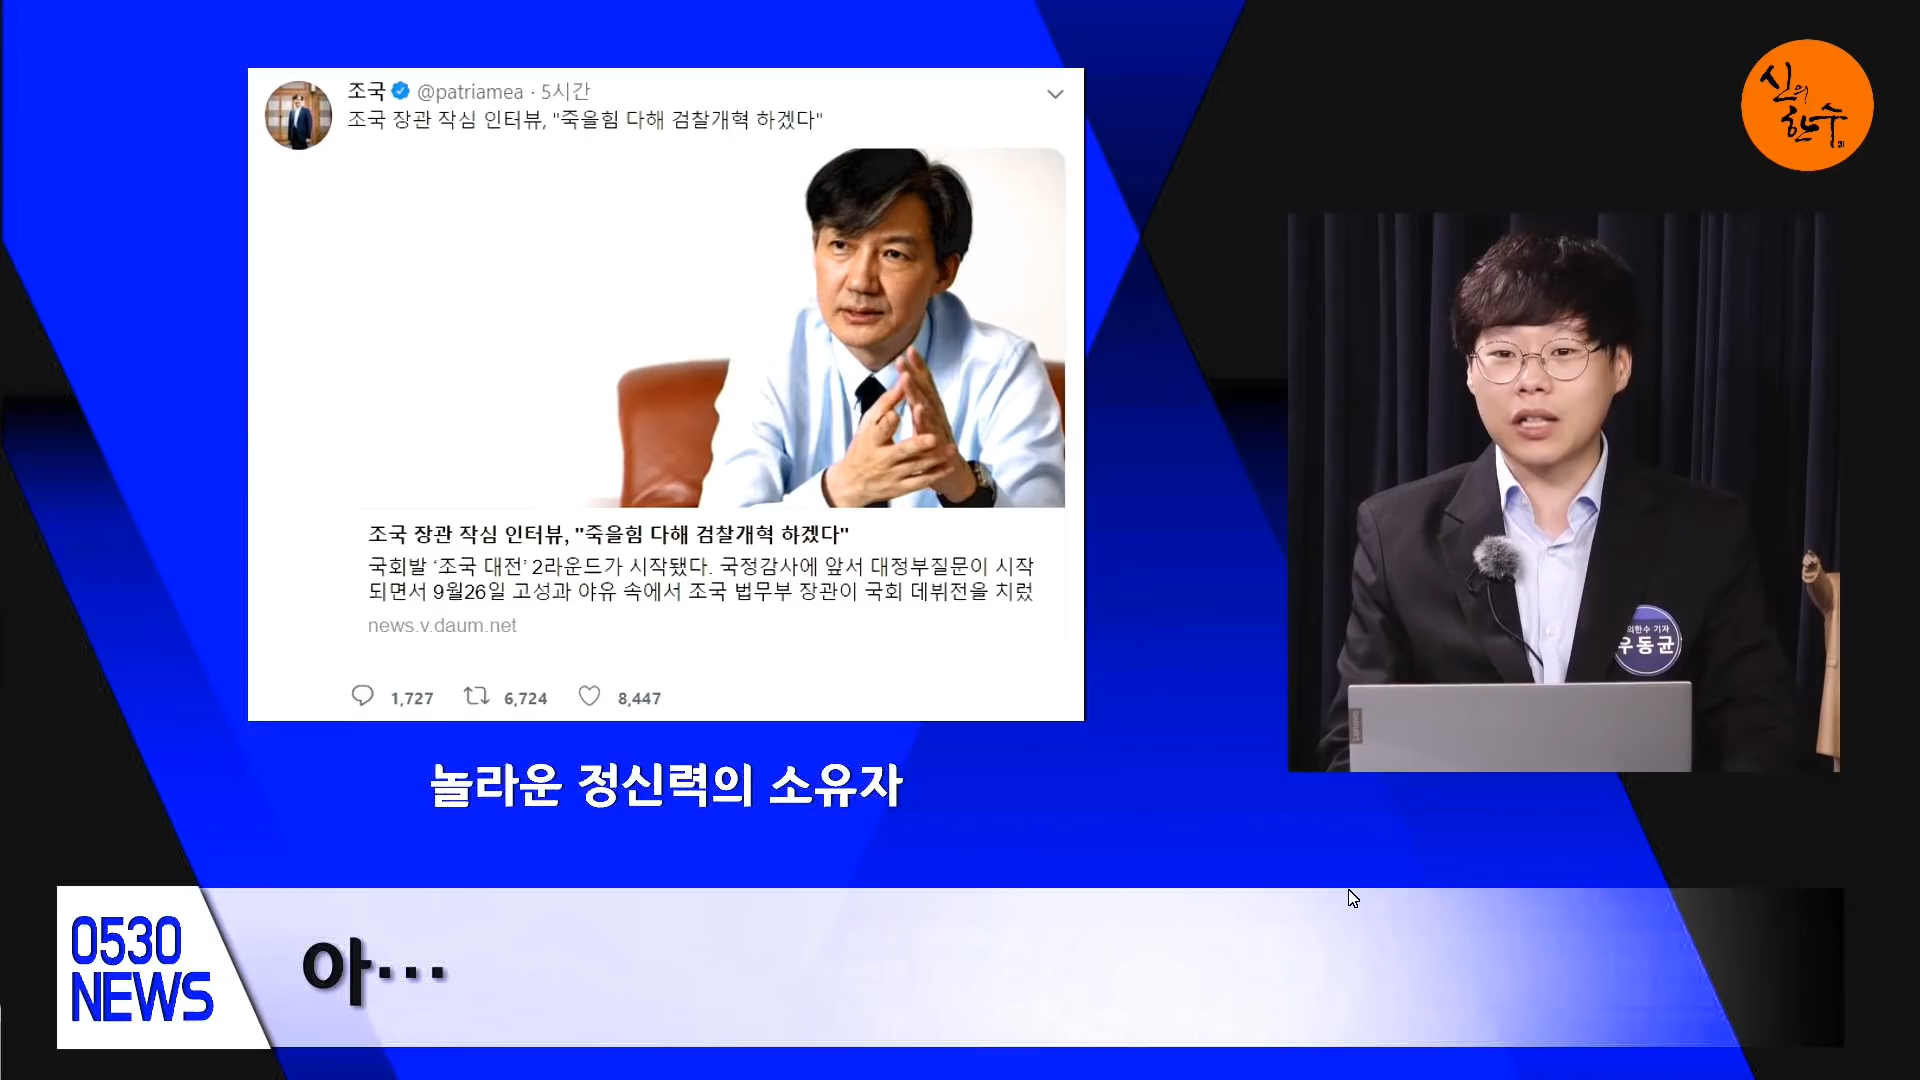 조국 @patriamea · 5시간
조국 장관 작심 인터뷰, "죽을힘 다해 검찰개혁 하겠다"
조국 장관 작심 인터뷰, "죽을힘 다해 검찰개혁 하겠다"
국회발 '조국 대전' 2라운드가 시작됐다. 국정감사에 앞서 대정부질문이 시작
되면서 9월26일 고성과 야유 속에서 조국 법무부 장관이 국회 데뷔전을 치렀
news.v.daum.net
1,727 6,724 8,447
놀라운 정신력의 소유자
신의
한수
의한수 기자
우동균
Lenovo
0530
NEWS
아…